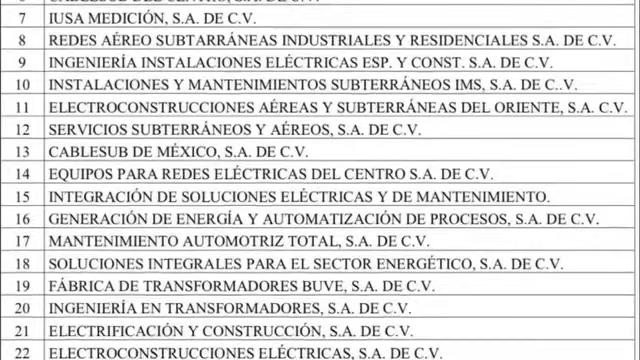 7 IUSA MEDICIÓN, S.A. DE C.V.
8 REDES AÉREO SUBTARRÁNEAS INDUSTRIALES Y RESIDENCIALES S.A. DE C.V.
9 INGENIERÍA INSTALACIONES ELÉCTRICAS ESP. Y CONST. S.A. DE C.V.
10 INSTALACIONES Y MANTENIMIENTOS SUBTERRÁNEOS IMS, S.A. DE C..V.
11 ELECTROCONSTRUCCIONES AÉREAS Y SUBTERRÁNEAS DEL ORIENTE, S.A. C.V.
12 SERVICIOS SUBTERRÁNEOS Y AÉREOS, S.A. DE C.V.
13 CABLESUB DE MÉXICO, S.A. DE C.V.
14 EQUIPOS PARA REDES ELÉCTRICAS DEL CENTRO S.A. DE C.V.
15 INTEGRACIÓN DE SOLUCIONES ELÉCTRICAS Y DE MANTENIMIENTO.
16 GENERACIÓN DE ENERGÍA Y AUTOMATIZACIÓN DE PROCESOS, S.A. DE C.V.
17 MANTENIMIENTO AUTOMOTRIZ TOTAL, S.A. DE C.V.
18 SOLUCIONES INTEGRALES PARA EL SECTOR ENERGÉTICO, S.A. DE C.V.
19 FÁBRICA DE TRANSFORMADORES BUVE, S.A. DE C.V.
20 INGENIERÍA EN TRANSFORMADORES, S.A. DE C.V.
21 ELECTRIFICACIÓN Y CONSTRUCCIÓN, S.A. DE C.V.
22 ELECTROCONSTRUCCIONES ELÉCTRICAS, S.A. DE C.V.